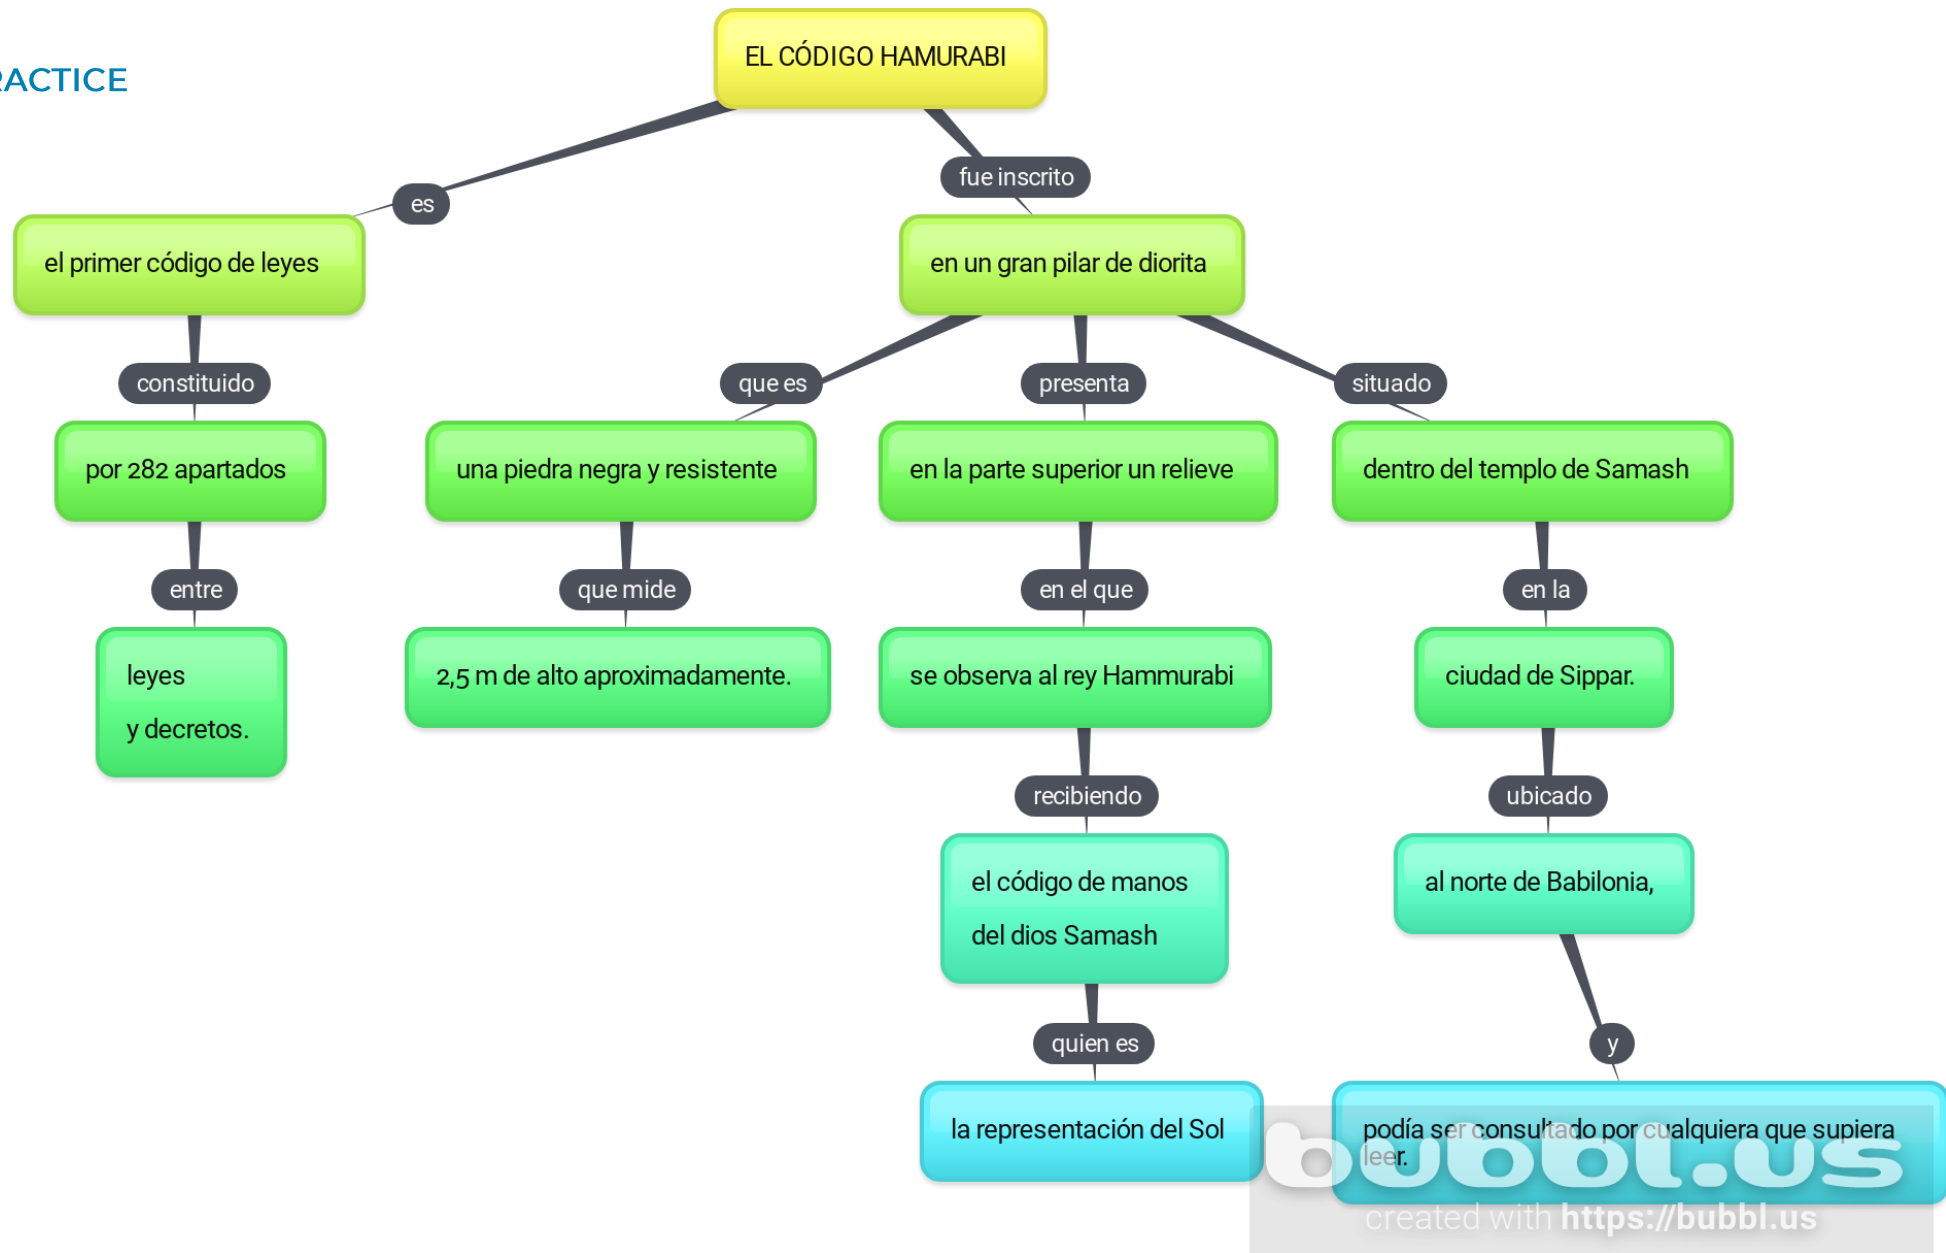 EL CÓDIGO HAMURABI
RACTICE
es
fue inscrito
el primer código de leyes
en un gran pilar de diorita
constituido
que es
presenta
situado
por 282 apartados
una piedra negra y resistente
en la parte superior un relieve
dentro del templo de Samash
entre
que mide
en el que
en la
leyes
y decretos.
2,5 m de alto aproximadamente.
se observa al rey Hammurabi
ciudad de Sippar.
recibiendo
ubicado
el código de manos
del dios Samash
al norte de Babilonia,
quien es
y
la representación del Sol
podía ser consultado por cualquiera que supiera
leer.
bubbl.us
created with https://bubbl.us